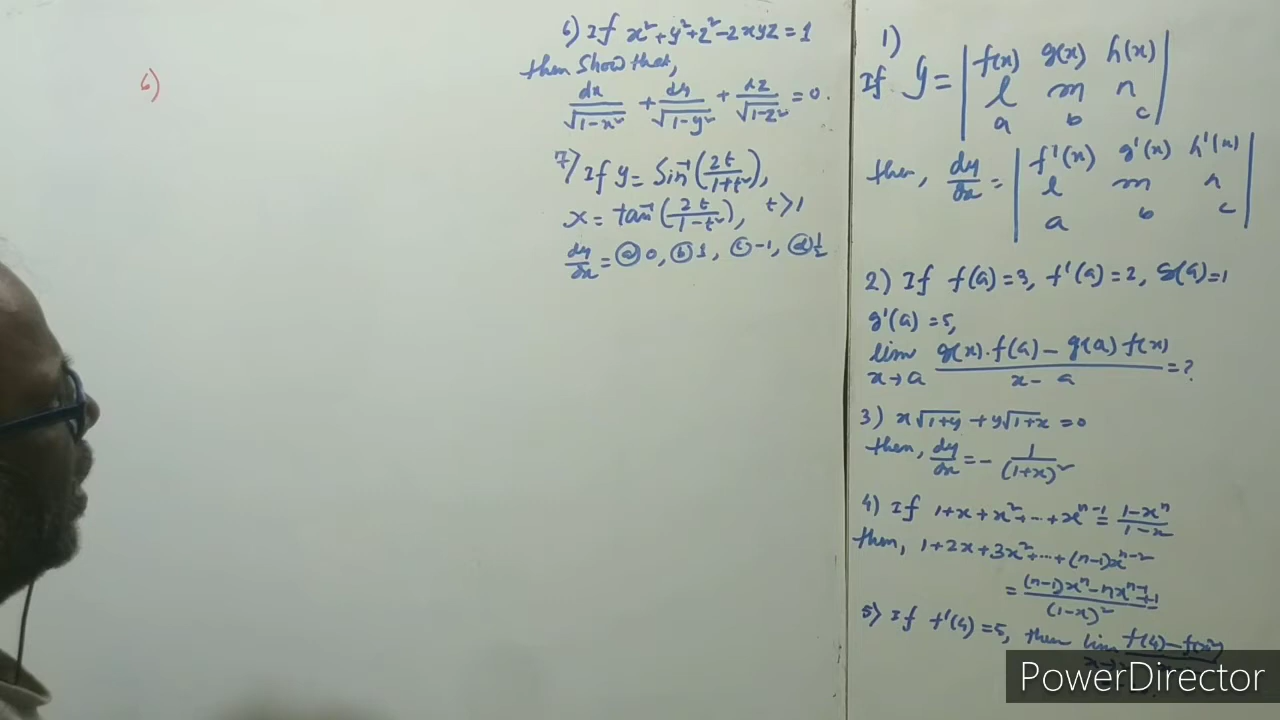 6)
6) If x²+y²+z²-2xyz=1
then show that,
dx/√1-x² + dy/√1-y² + dz/√1-z² = 0.
7) If y = Sin⁻¹(2t/1+t²),
x = tan⁻¹(2t/1-t²), t>1
dy/dx = ⓐ 0, ⓑ 1, ⓒ -1, ⓓ 1/2
1)
If y = | f(x) g(x) h(x) |
| l m n |
| a b c |
then, dy/dx = | f'(x) g'(x) h'(x) |
| l m n |
| a b c |
2) If f(a)=3, f'(a)=2, g(a)=1
g'(a)=5,
lim x→a g(x).f(a)-g(a)f(x) / x-a = ?
3) x√1+y + y√1+x = 0
then, dy/dx = - 1/(1+x)²
4) If 1+x+x²+...+xⁿ⁻¹ = 1-xⁿ/1-x
then, 1+2x+3x²+...+(n-1)xⁿ⁻²
= (n-1)xⁿ-nxⁿ⁻¹+1 / (1-x)²
5) If f'(4)=5, then lim f(4)-f(x²)
PowerDirector